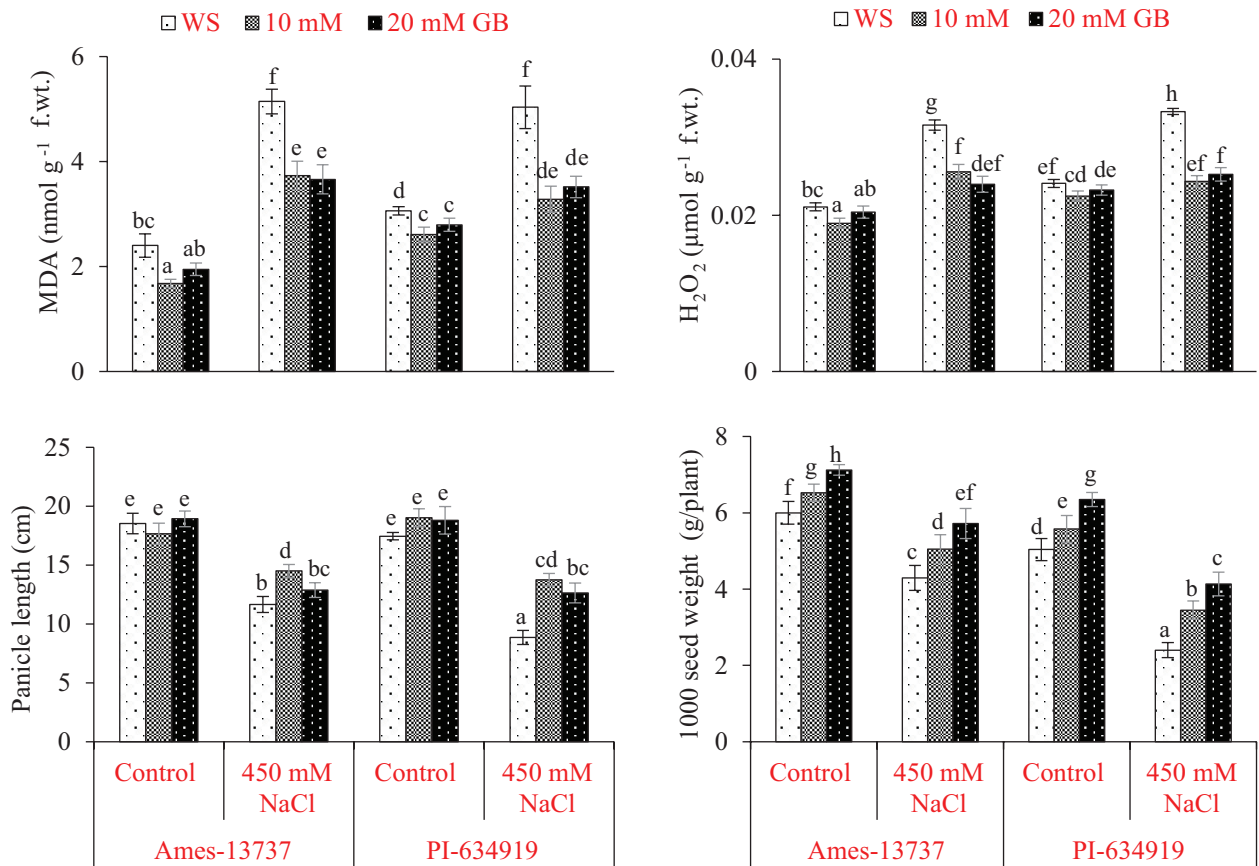 WS 10 mM 20 mM GB
MDA (nmol g⁻¹ f.wt.)
6
4
2
0
bc a ab
f e e
d c c
f de de
WS 10 mM 20 mM GB
H₂O₂ (µmol g⁻¹ f.wt.)
0.04
0.02
0
bc a ab
g f def
ef cd de
h ef f
Panicle length (cm)
25
20
15
10
5
0
e e e
b d bc
e e e
a cd bc
Control
450 mM
NaCl
Control
450 mM
NaCl
Ames-13737
PI-634919
1000 seed weight (g/plant)
8
6
4
2
0
f g h
c d ef
d e g
a b c
Control
450 mM
NaCl
Control
450 mM
NaCl
Ames-13737
PI-634919